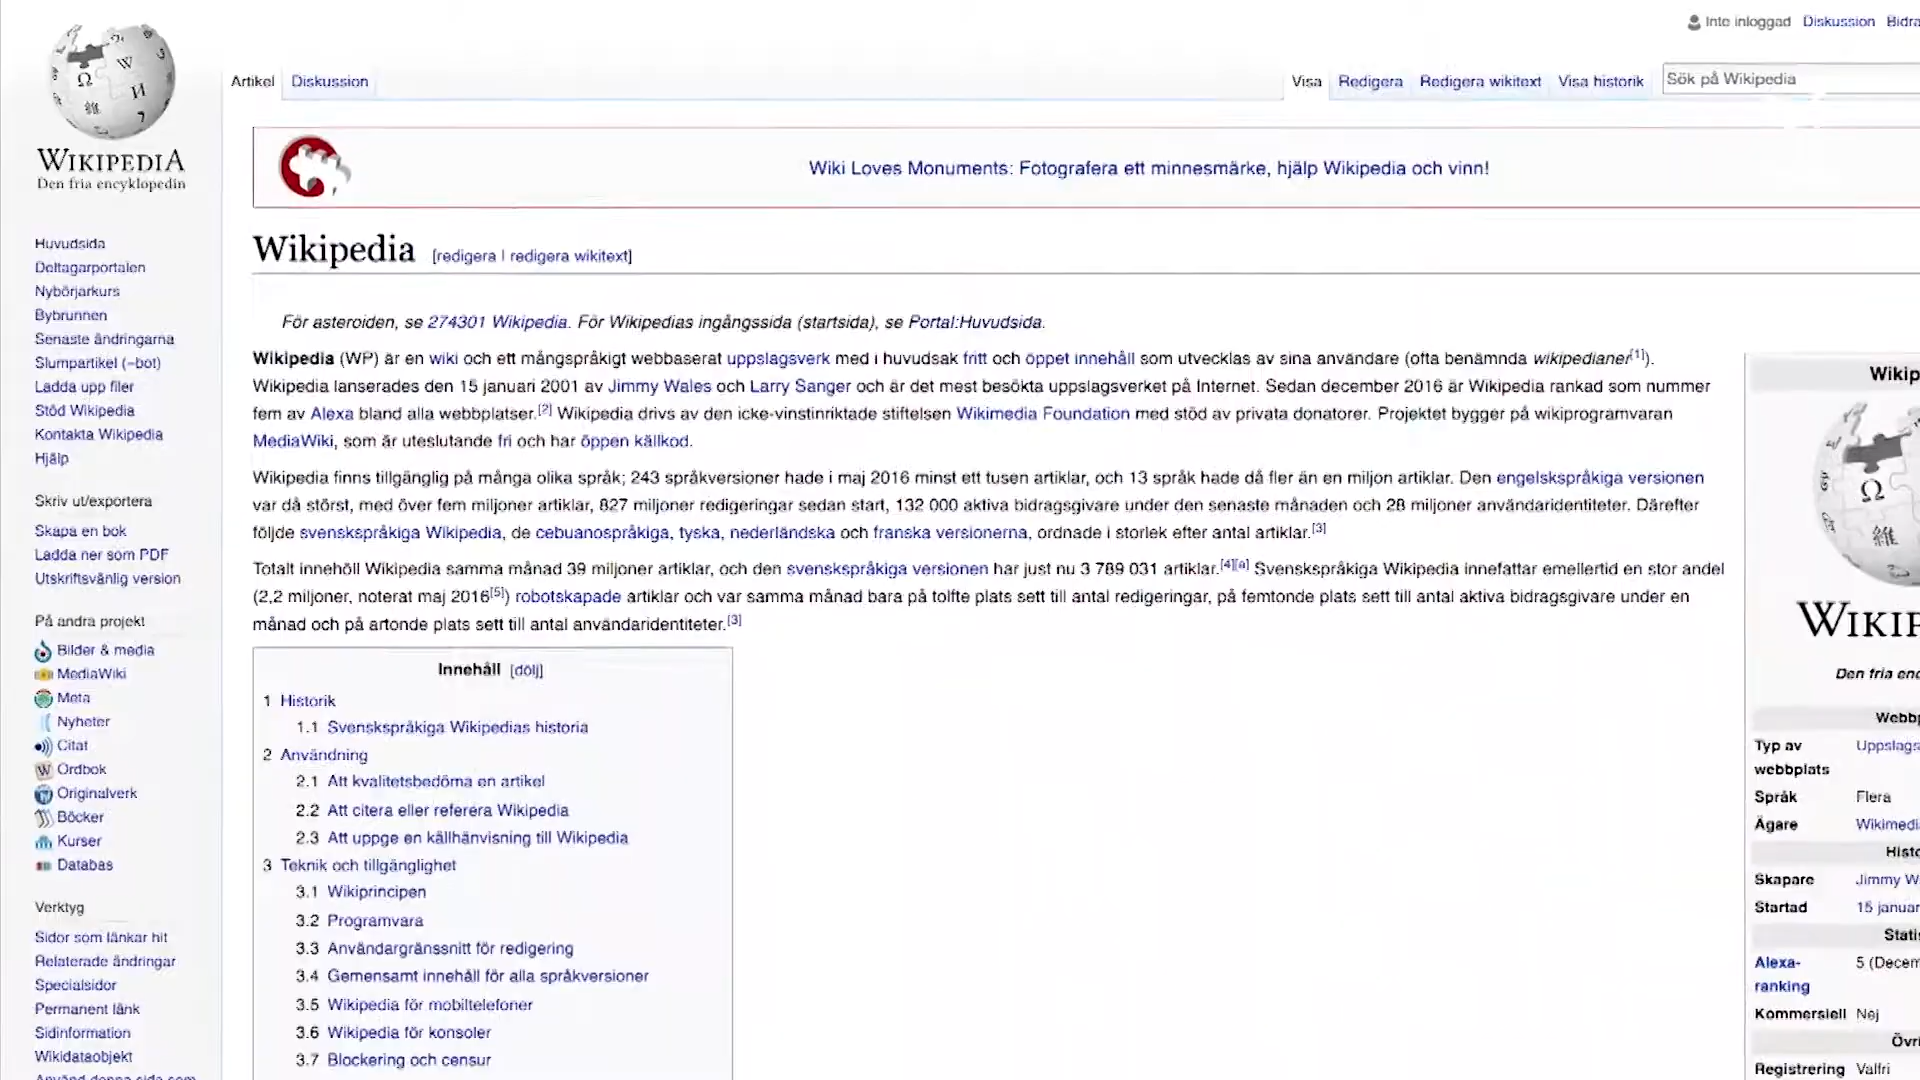 Inte inloggad Diskussion
Artikel Diskussion Visa Redigera Redigera wikitext Visa historik Sök på Wikipedia
WIKIPEDIA
Den fria encyklopedin
Wiki Loves Monuments: Fotografera ett minnesmärke, hjälp Wikipedia och vinn!
Huvudsida
Deltagarportalen
Nybörjarkurs
Bybrunnen
Senaste ändringarna
Slumpartikel (-bot)
Ladda upp filer
Stöd Wikipedia
Kontakta Wikipedia
Hjälp
Skriv ut/exportera
Skapa en bok
Ladda ner som PDF
Utskriftsvänlig version
På andra projekt
Bilder & media
MediaWiki
Meta
Nyheter
Citat
Ordbok
Originalverk
Böcker
Kurser
Databas
Verktyg
Sidor som länkar hit
Relaterade ändringar
Specialsidor
Permanent länk
Sidinformation
Wikidataobjekt
Använd denna sida som
Wikipedia [redigera | redigera wikitext]
För asteroiden, se 274301 Wikipedia. För Wikipedias ingångssida (startsida), se Portal:Huvudsida.
Wikipedia (WP) är en wiki och ett mångspråkigt webbaserat uppslagsverk med i huvudsak fritt och öppet innehåll som utvecklas av sina användare (ofta benämnda wikipedianer[1]).
Wikipedia lanserades den 15 januari 2001 av Jimmy Wales och Larry Sanger och är det mest besökta uppslagsverket på Internet. Sedan december 2016 är Wikipedia rankad som nummer
fem av Alexa bland alla webbplatser.[2] Wikipedia drivs av den icke-vinstinriktade stiftelsen Wikimedia Foundation med stöd av privata donatorer. Projektet bygger på wikiprogramvaran
MediaWiki, som är uteslutande fri och har öppen källkod.
Wikipedia finns tillgänglig på många olika språk; 243 språkversioner hade i maj 2016 minst ett tusen artiklar, och 13 språk hade då fler än en miljon artiklar. Den engelskspråkiga versionen
var då störst, med över fem miljoner artiklar, 827 miljoner redigeringar sedan start, 132 000 aktiva bidragsgivare under den senaste månaden och 28 miljoner användaridentiteter. Därefter
följde svenskspråkiga Wikipedia, de cebuanospråkiga, tyska, nederländska och franska versionerna, ordnade i storlek efter antal artiklar.[3]
Totalt innehöll Wikipedia samma månad 39 miljoner artiklar, och den svenskspråkiga versionen har just nu 3 789 031 artiklar.[4][a] Svenskspråkiga Wikipedia innefattar emellertid en stor andel
(2,2 miljoner, noterat maj 2016[5]) robotskapade artiklar och var samma månad bara på tolfte plats sett till antal redigeringar, på femtonde plats sett till antal aktiva bidragsgivare under en
månad och på artonde plats sett till antal användaridentiteter.[3]
Innehåll [dölj]
1 Historik
1.1 Svenskspråkiga Wikipedias historia
2 Användning
2.1 Att kvalitetsbedöma en artikel
2.2 Att citera eller referera Wikipedia
2.3 Att uppge en källhänvisning till Wikipedia
3 Teknik och tillgänglighet
3.1 Wikiprincipen
3.2 Programvara
3.3 Användargränssnitt för redigering
3.4 Gemensamt innehåll för alla språkversioner
3.5 Wikipedia för mobiltelefoner
3.6 Wikipedia för konsoler
3.7 Blockering och censur
Den fria
Typ av
webbplats
Språk Flera
Ägare
Skapare Jimmy
Startad 15
Alexa-
ranking 5
Kommersiell Nej
Registrering Valfri